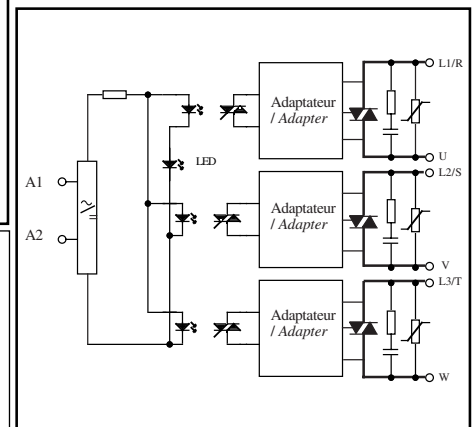 L1/R
Adaptateur
/ Adapter
LED
U
A1
L2/S
Adaptateur
/ Adapter
A2
V
L3/T
Adaptateur
/ Adapter
W